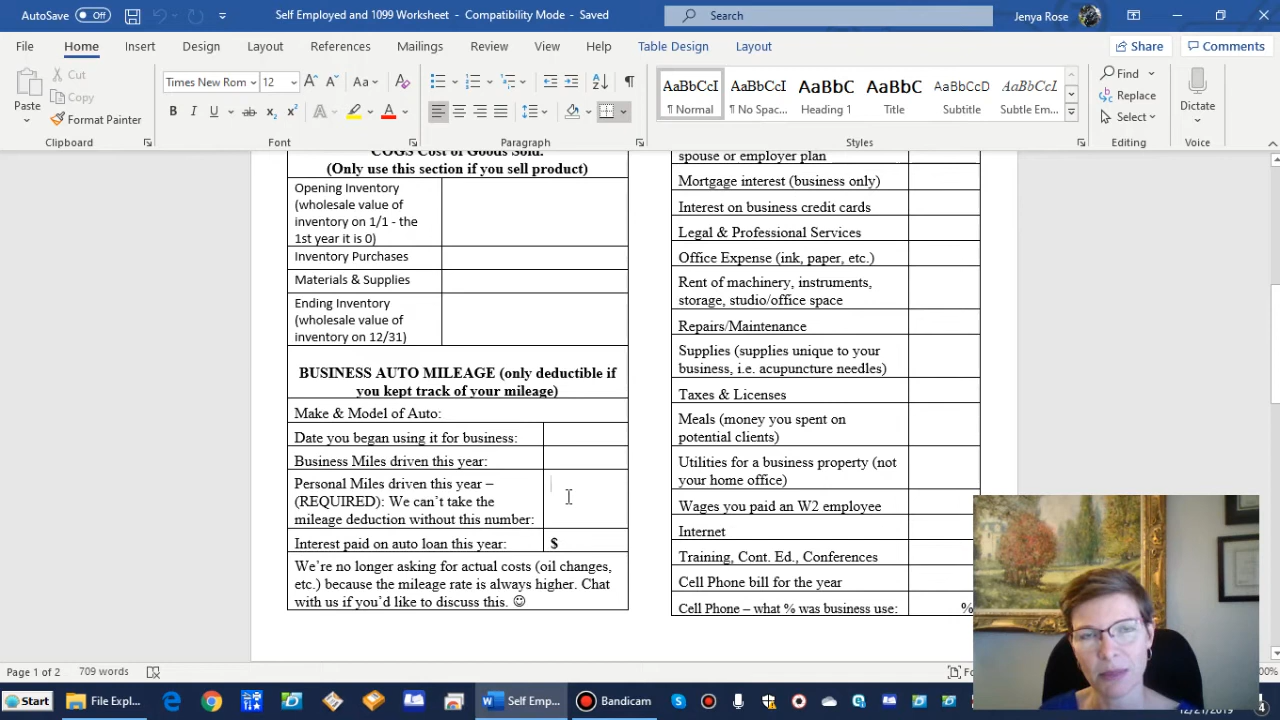 AutoSave Off
Self Employed and 1099 Worksheet - Compatibility Mode - Saved
Search
Jenya Rose
File Home Insert Design Layout References Mailings Review View Help Table Design Layout
Share Comments
Paste
Cut
Copy
Format Painter
Clipboard
Times New Rom 12
Font
Paragraph
AaBbCcI AaBbCcI AaBbC AaBbC AaBbCcD AaBbCcI
¶ Normal ¶ No Spac... Heading 1 Title Subtitle Subtle Em...
Styles
Find
Replace
Select
Editing
Dictate
Voice
COGS Cost of Goods Sold:
(Only use this section if you sell product)
Opening Inventory
(wholesale value of
inventory on 1/1 - the
1st year it is 0)
Inventory Purchases
Materials & Supplies
Ending Inventory
(wholesale value of
inventory on 12/31)
BUSINESS AUTO MILEAGE (only deductible if
you kept track of your mileage)
Make & Model of Auto:
Date you began using it for business:
Business Miles driven this year:
Personal Miles driven this year –
(REQUIRED): We can't take the
mileage deduction without this number:
Interest paid on auto loan this year: $
We're no longer asking for actual costs (oil changes,
etc.) because the mileage rate is always higher. Chat
with us if you'd like to discuss this. ☺
spouse or employer plan
Mortgage interest (business only)
Interest on business credit cards
Legal & Professional Services
Office Expense (ink, paper, etc.)
Rent of machinery, instruments,
storage, studio/office space
Repairs/Maintenance
Supplies (supplies unique to your
business, i.e. acupuncture needles)
Taxes & Licenses
Meals (money you spent on
potential clients)
Utilities for a business property (not
your home office)
Wages you paid an W2 employee
Internet
Training, Cont. Ed., Conferences
Cell Phone bill for the year
Cell Phone – what % was business use: %
Page 1 of 2 709 words
Start
File Expl...
Self Emp...
Bandicam
12/21/2019